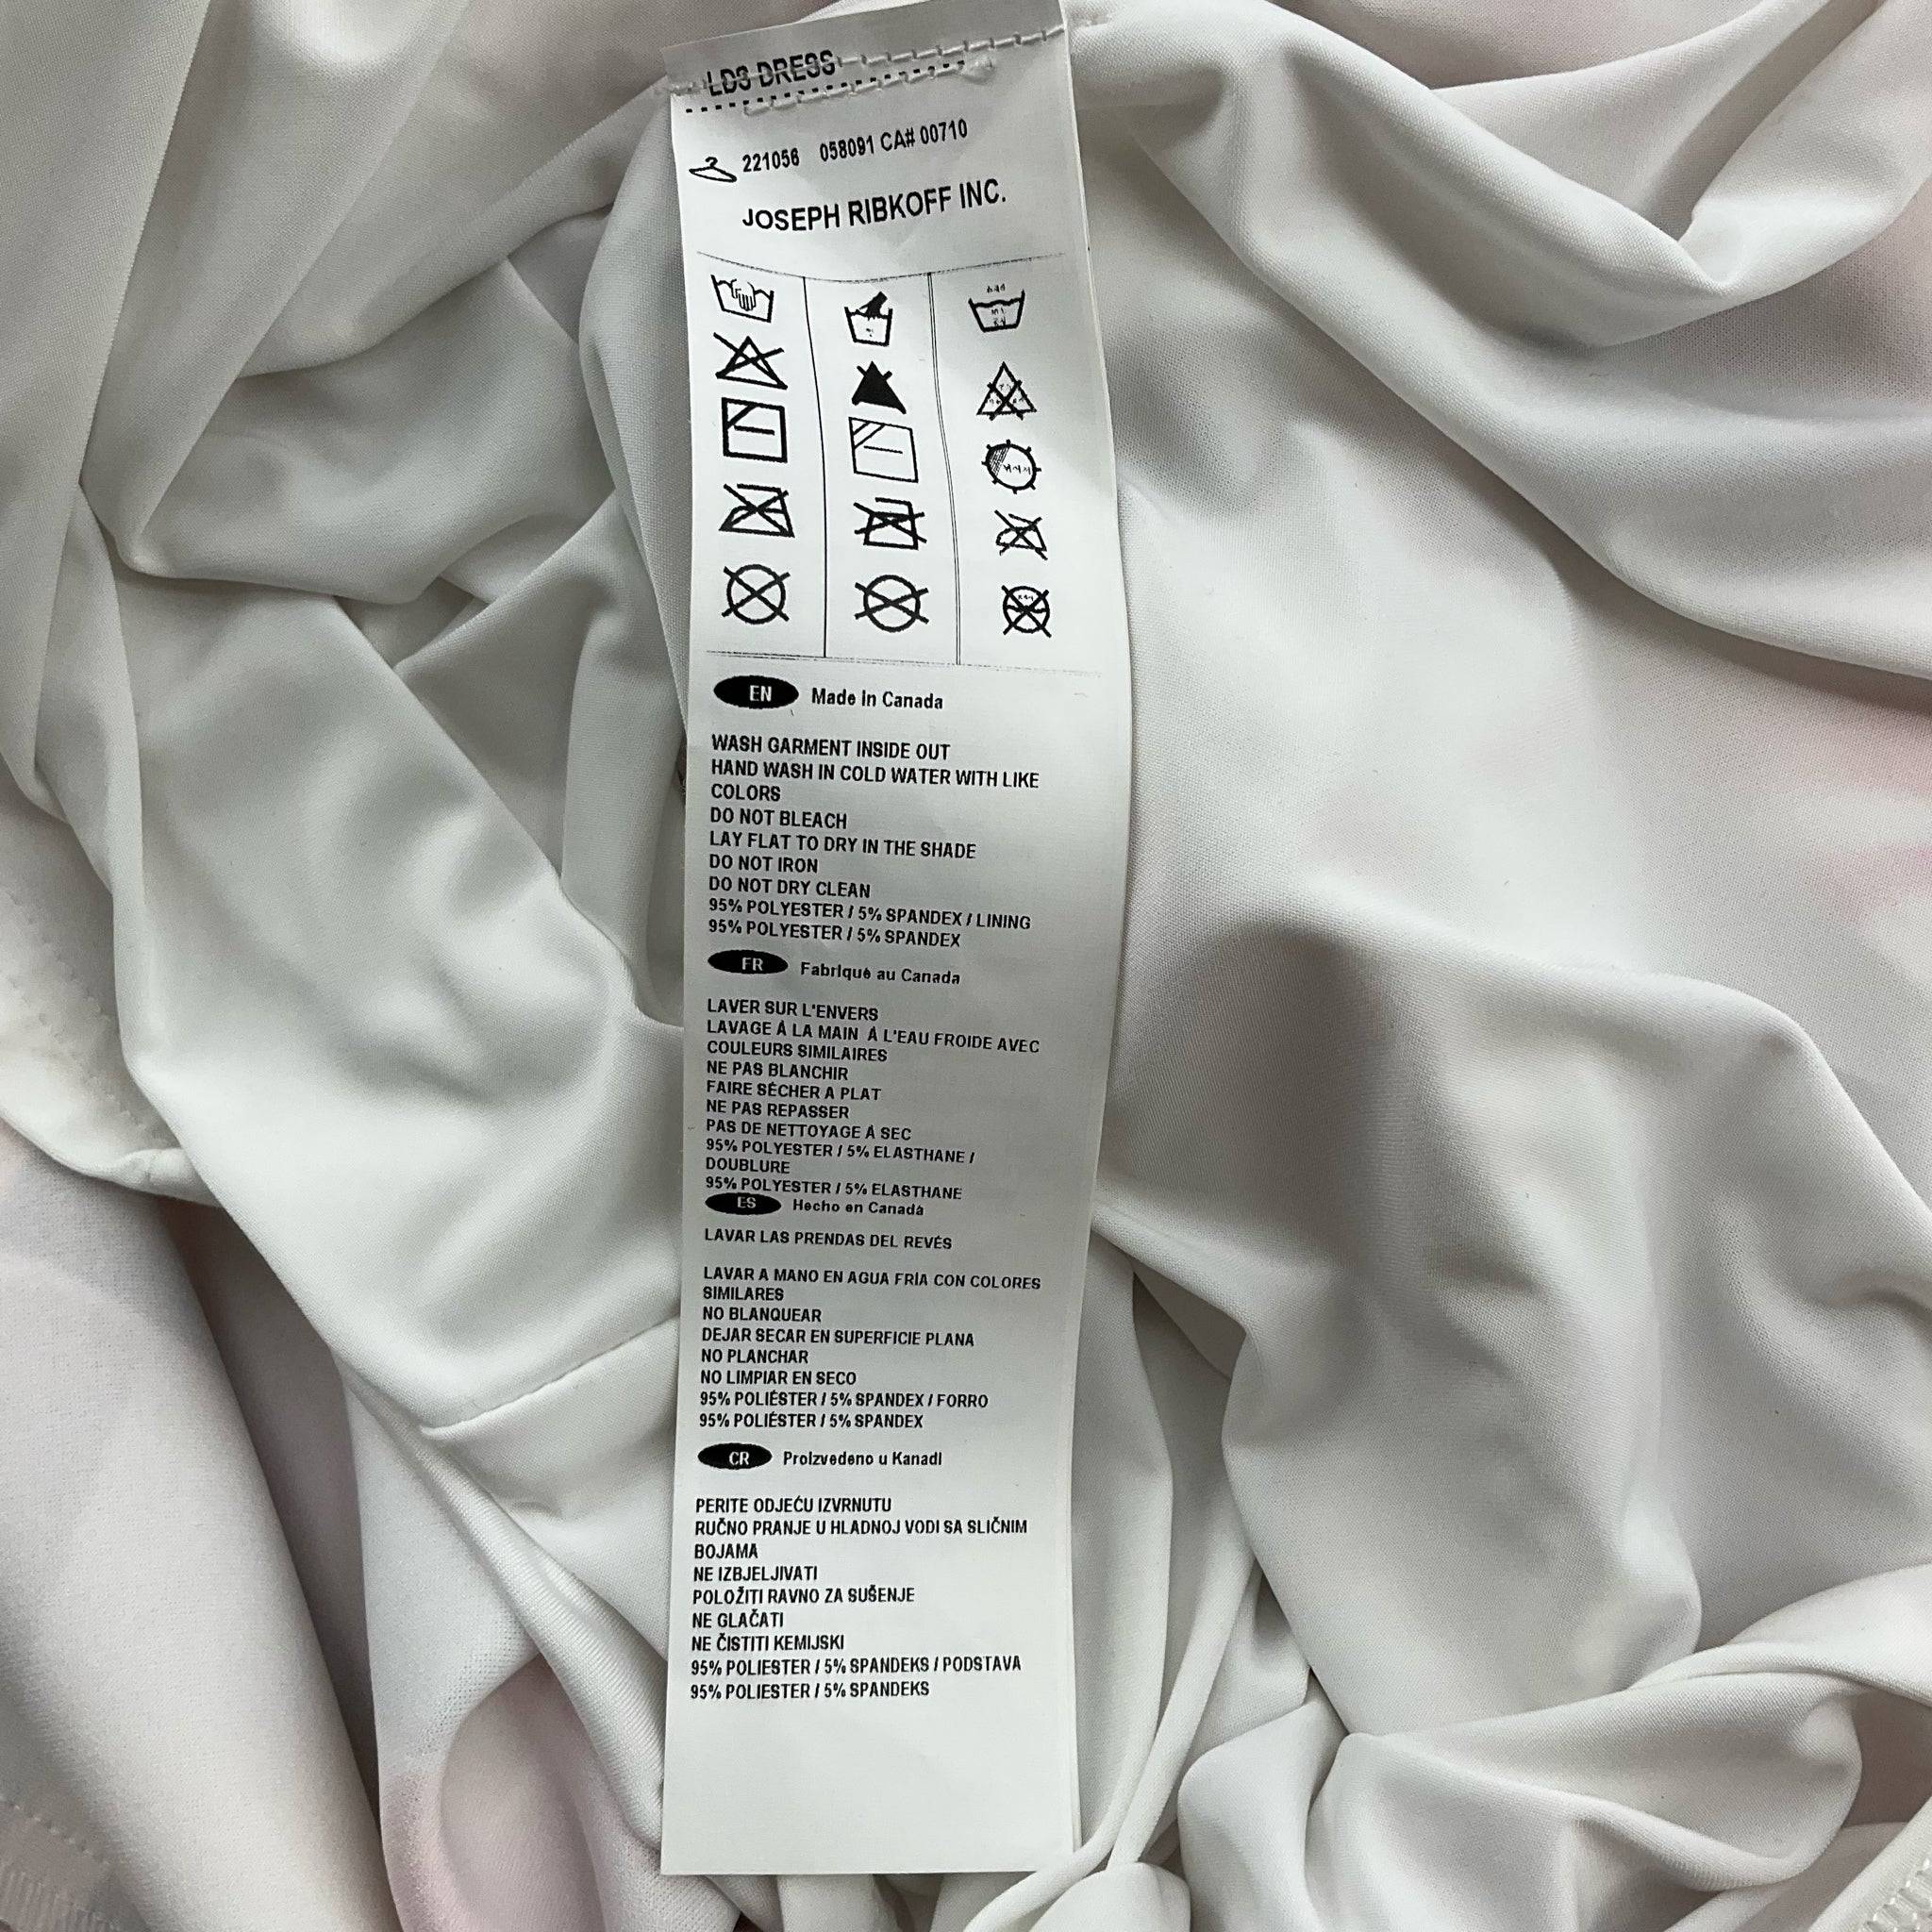 LDS DRESS
221056 058091 CA# 00710
JOSEPH RIBKOFF INC.
EN Made In Canada
WASH GARMENT INSIDE OUT
HAND WASH IN COLD WATER WITH LIKE
COLORS
DO NOT BLEACH
LAY FLAT TO DRY IN THE SHADE
DO NOT IRON
DO NOT DRY CLEAN
95% POLYESTER / 5% SPANDEX / LINING
95% POLYESTER / 5% SPANDEX
FR Fabriqué au Canada
LAVER SUR L'ENVERS
LAVAGE À LA MAIN À L'EAU FROIDE AVEC
COULEURS SIMILAIRES
NE PAS BLANCHIR
FAIRE SÉCHER A PLAT
NE PAS REPASSER
PAS DE NETTOYAGE À SEC
95% POLYESTER / 5% ELASTHANE /
DOUBLURE
95% POLYESTER / 5% ELASTHANE
ES Hecho en Canadá
LAVAR LAS PRENDAS DEL REVÉS
LAVAR A MANO EN AGUA FRÍA CON COLORES
SIMILARES
NO BLANQUEAR
DEJAR SECAR EN SUPERFICIE PLANA
NO PLANCHAR
NO LIMPIAR EN SECO
95% POLIÉSTER / 5% SPANDEX / FORRO
95% POLIÉSTER / 5% SPANDEX
CR Proizvedeno u Kanadi
PERITE ODJEĆU IZVRNUTU
RUČNO PRANJE U HLADNOJ VODI SA SLIČNIM
BOJAMA
NE IZBJELJIVATI
POLOŽITI RAVNO ZA SUŠENJE
NE GLAČATI
NE ČISTITI KEMIJSKI
95% POLIESTER / 5% SPANDEKS / PODSTAVA
95% POLIESTER / 5% SPANDEKS